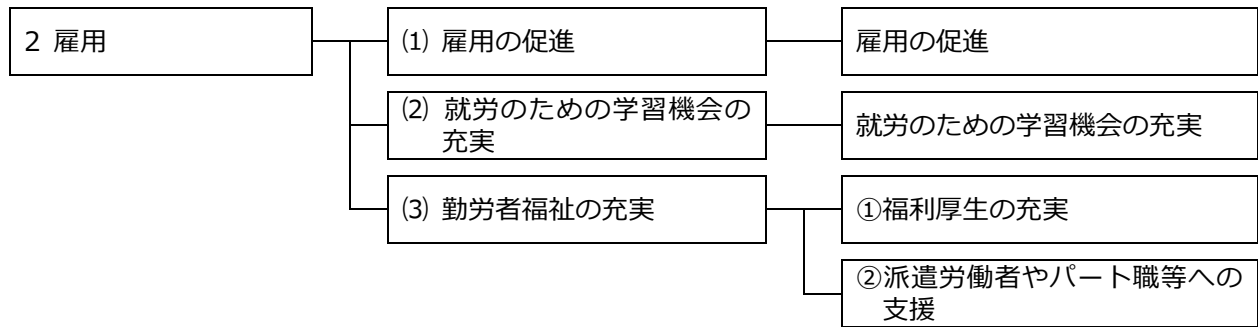 2 雇用
⑴ 雇用の促進
雇用の促進
⑵ 就労のための学習機会の
充実
就労のための学習機会の充実
⑶ 勤労者福祉の充実
①福利厚生の充実
②派遣労働者やパート職等への
支援